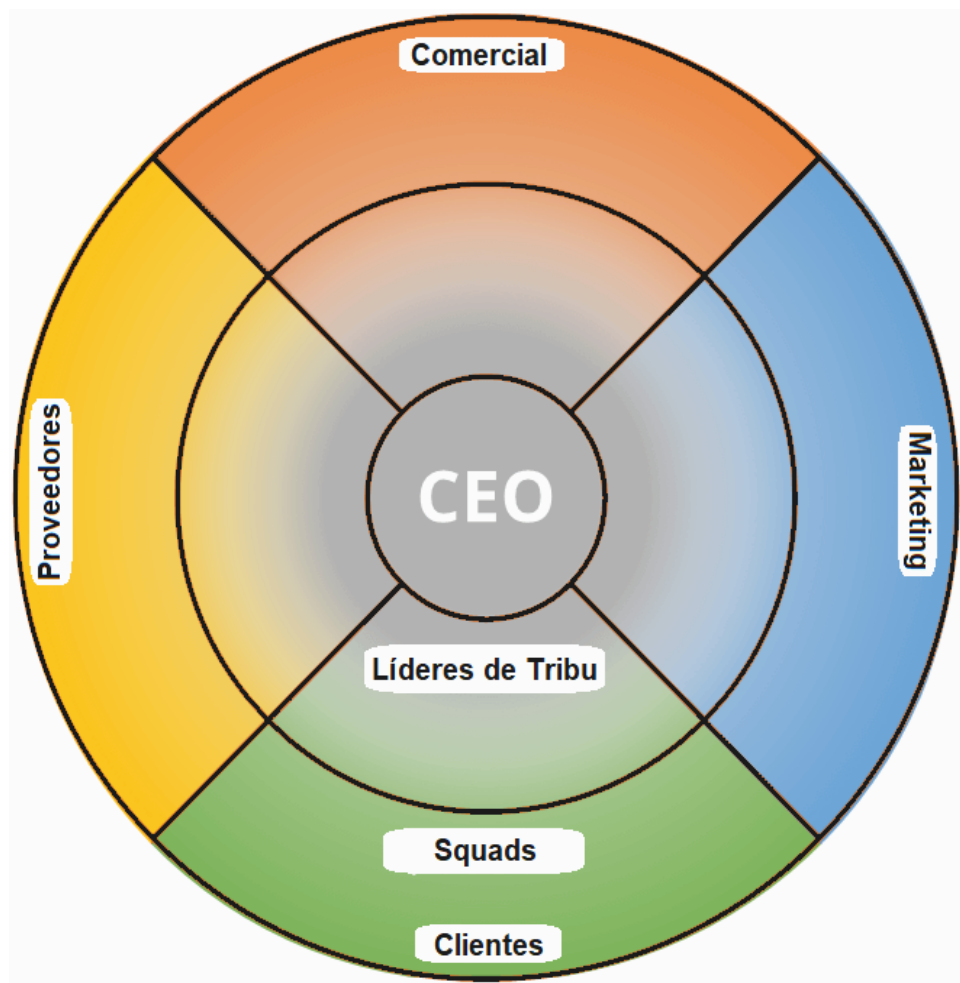 Comercial
Proveedores
Marketing
CEO
Líderes de Tribu
Squads
Clientes